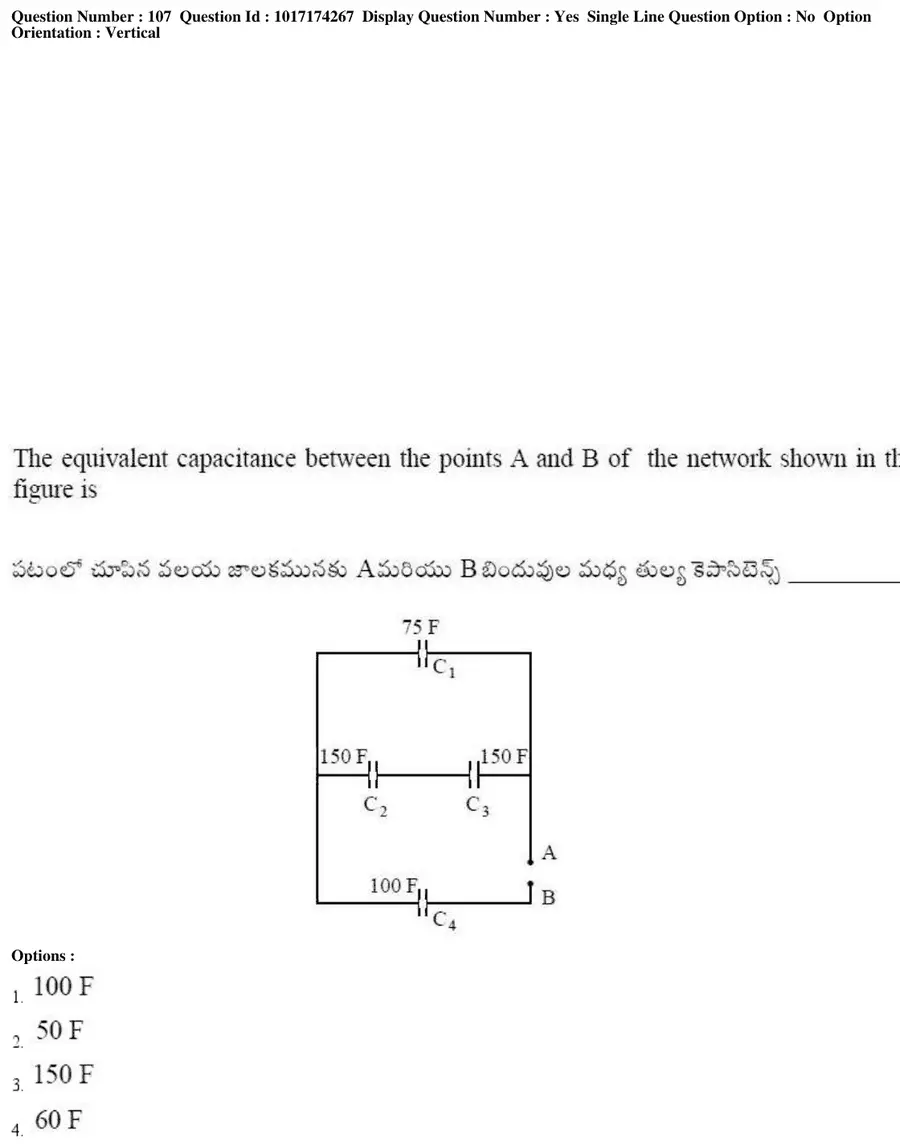 Question Number : 107 Question Id : 1017174267 Display Question Number : Yes Single Line Question Option : No Option
Orientation : Vertical
The equivalent capacitance between the points A and B of the network shown in th
figure is
పటంలో చూపిన వలయ జాలకమునకు A మరియు B బిందువుల మధ్య తుల్య కెపాసిటెన్స్ __________
75 F
C1
150 F
150 F
C2
C3
A
100 F
B
C4
Options :
1. 100 F
2. 50 F
3. 150 F
4. 60 F